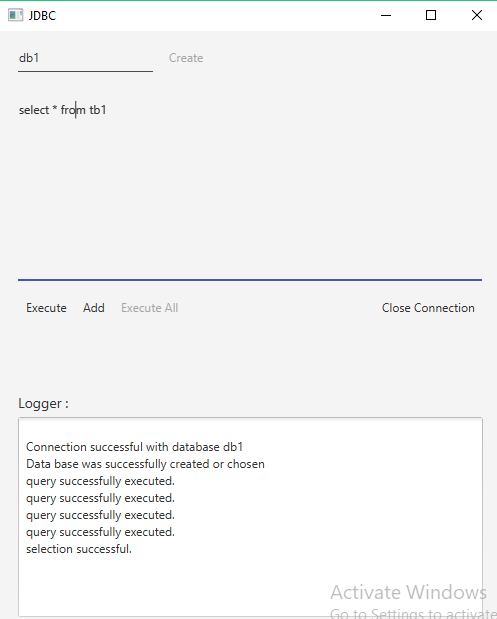 JDBC
db1
Create
select * from tb1
Execute
Add
Execute All
Close Connection
Logger :
Connection successful with database db1
Data base was successfully created or chosen
query successfully executed.
query successfully executed.
query successfully executed.
query successfully executed.
selection successful.
Activate Windows
Go to Settings to activate